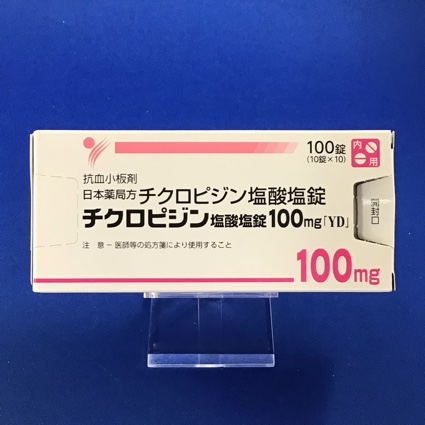 100錠
(10錠×10)
内用
抗血小板剤
日本薬局方 チクロピジン塩酸塩錠
チクロピジン塩酸塩錠100mg「YD」
注 意－医師等の処方箋により使用すること
開封口
100mg